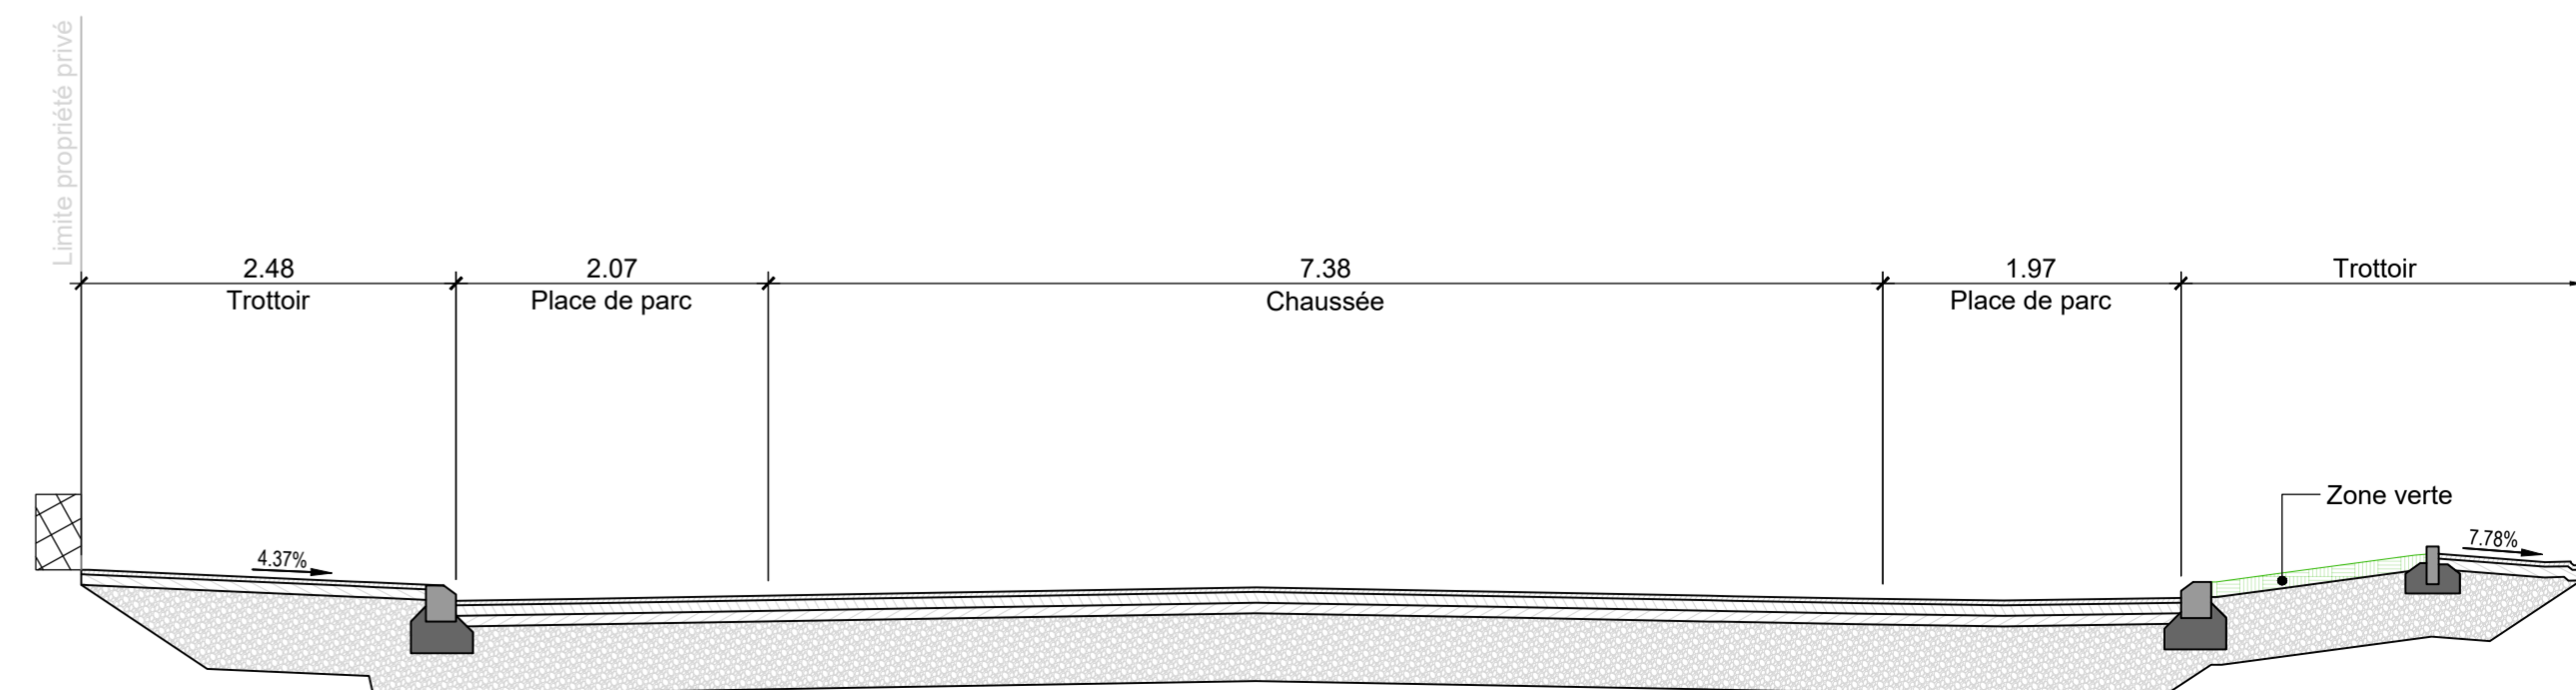 Limite propriété privé
2.48
Trottoir
2.07
Place de parc
7.38
Chaussée
1.97
Place de parc
Trottoir
Zone verte
4.37%
7.78%